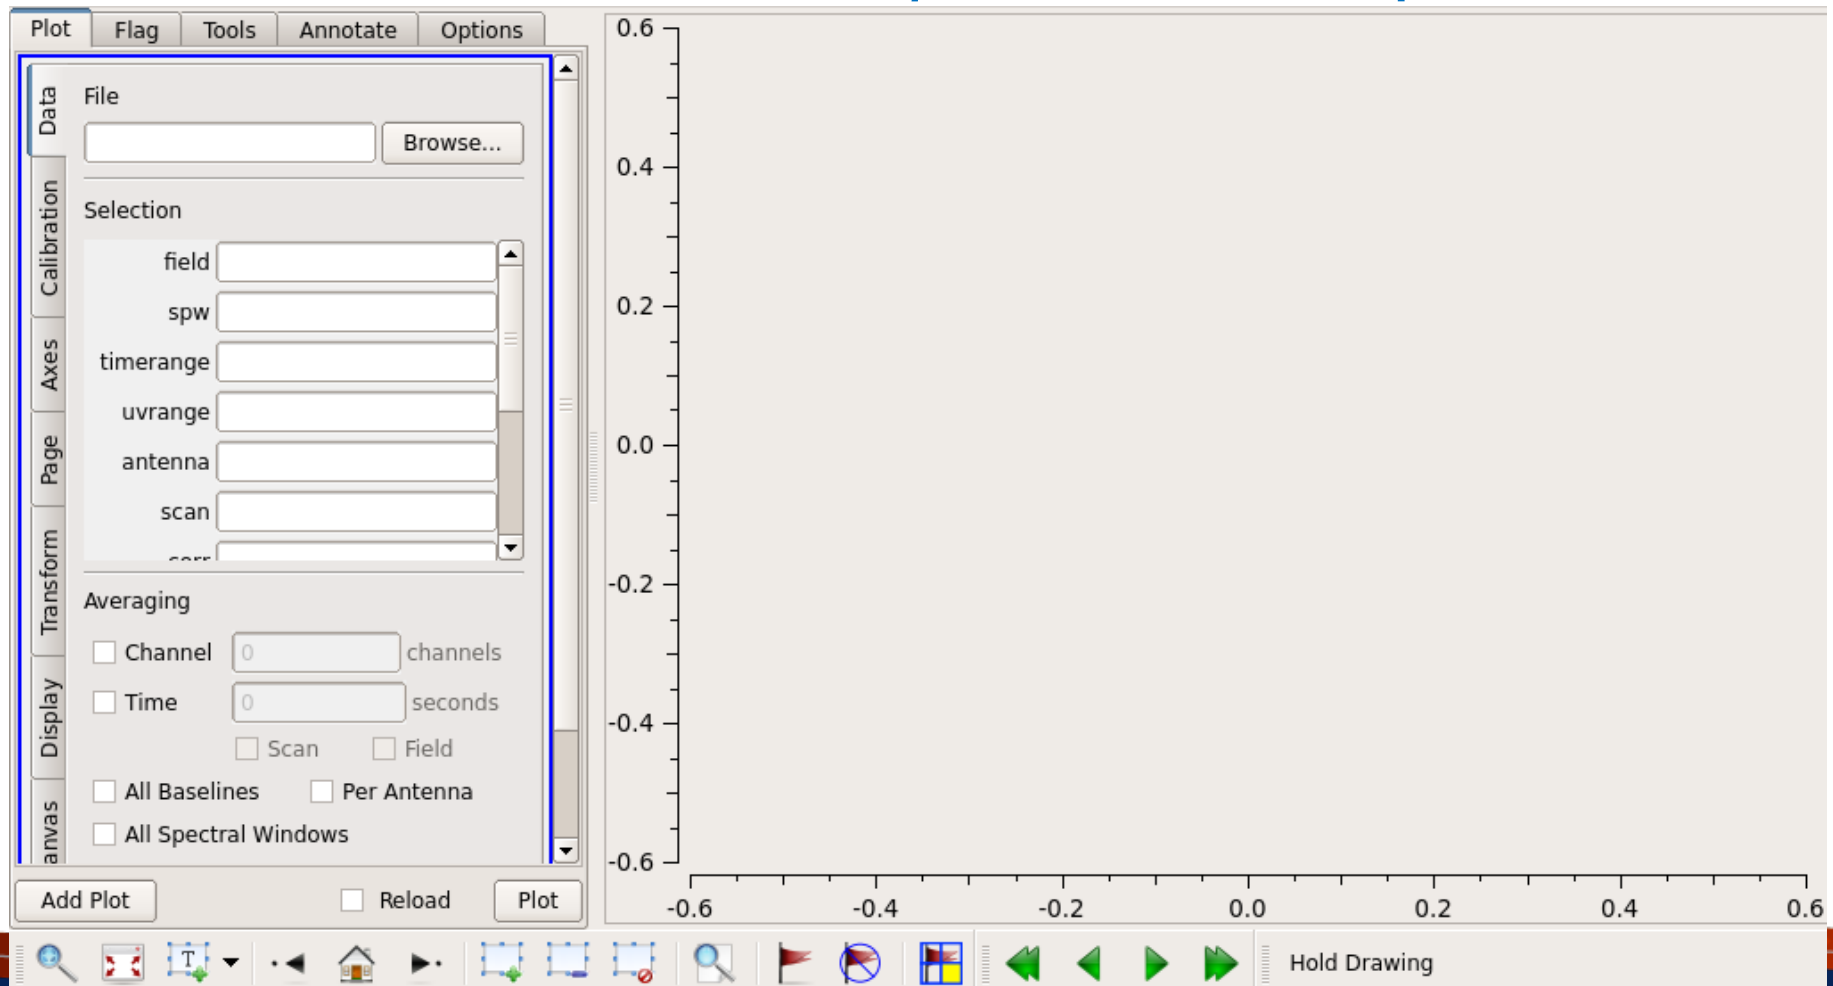 Plot Flag Tools Annotate Options
Data
Calibration
Axes
Page
Transform
Display
anvas
File
Browse...
Selection
field
spw
timerange
uvrange
antenna
scan
corr
Averaging
Channel 0 channels
Time 0 seconds
Scan Field
All Baselines Per Antenna
All Spectral Windows
Add Plot Reload Plot
0.6
0.4
0.2
0.0
-0.2
-0.4
-0.6
-0.6 -0.4 -0.2 0.0 0.2 0.4 0.6
T
Hold Drawing